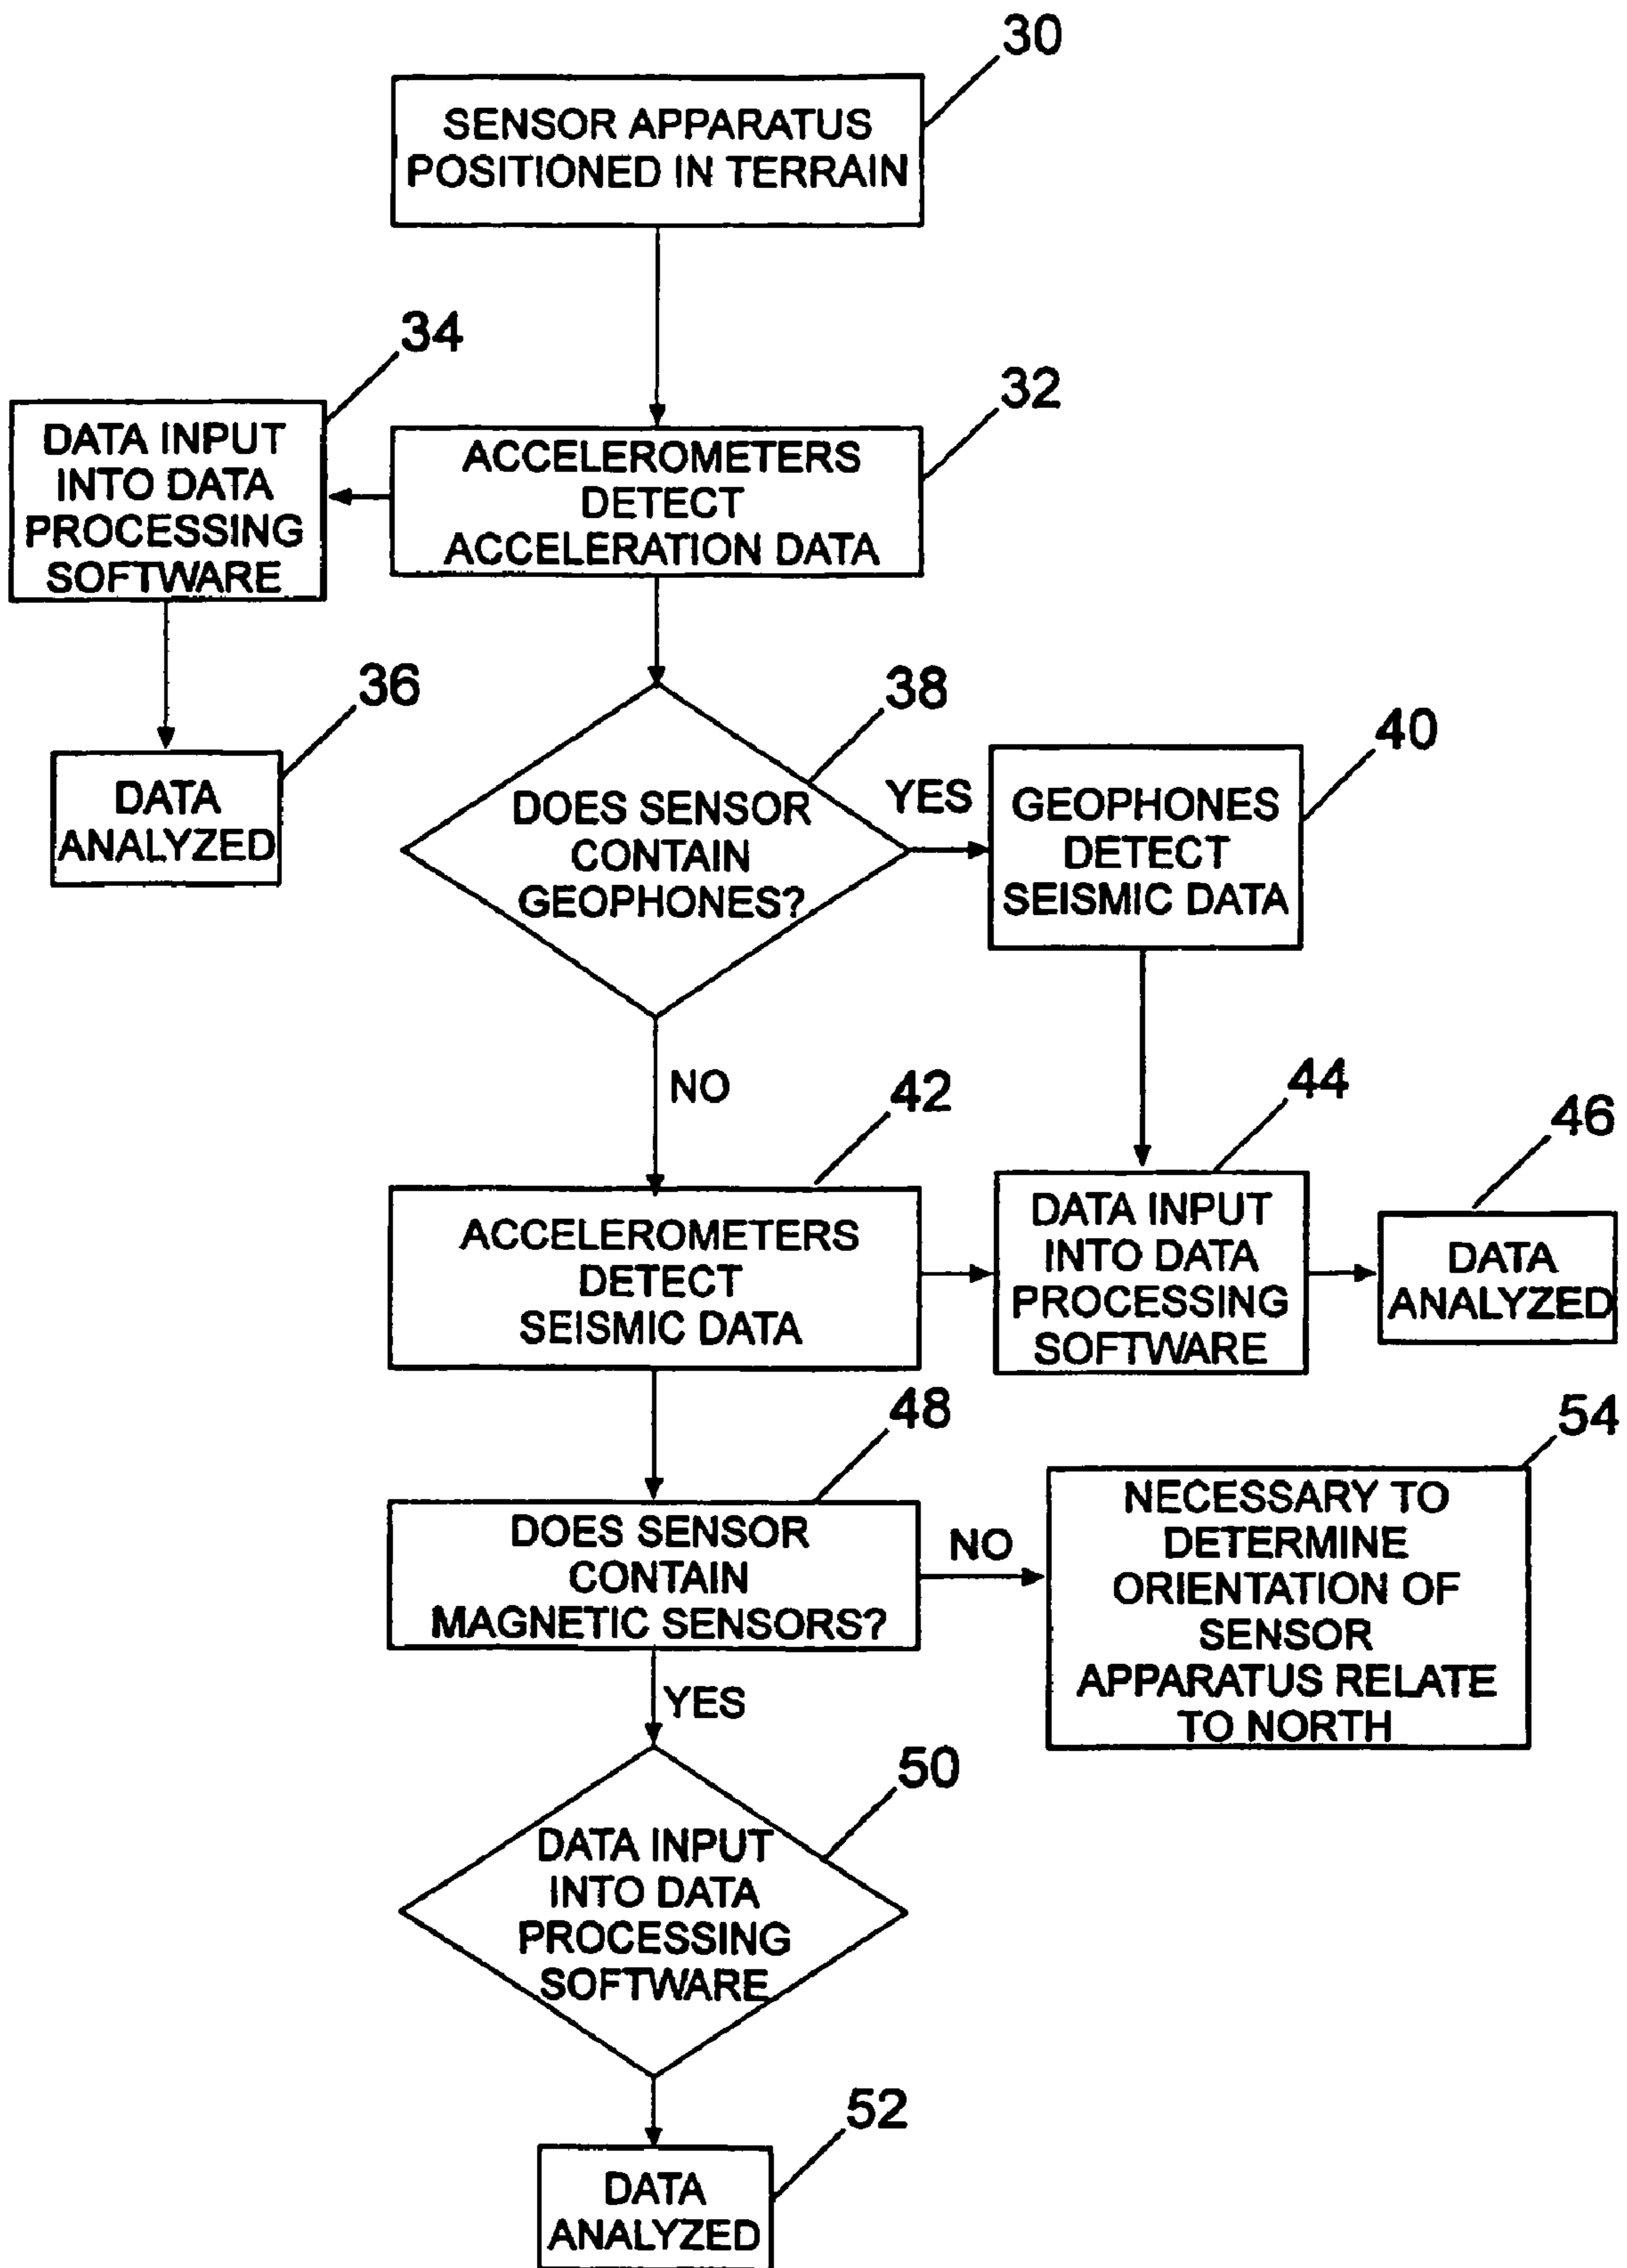 30
SENSOR APPARATUS
POSITIONED IN TERRAIN
34
32
DATA INPUT
INTO DATA
PROCESSING
SOFTWARE
ACCELEROMETERS
DETECT
ACCELERATION DATA
36
DATA
ANALYZED
38
DOES SENSOR
CONTAIN
GEOPHONES?
YES
40
GEOPHONES
DETECT
SEISMIC DATA
NO
42
ACCELEROMETERS
DETECT
SEISMIC DATA
44
DATA INPUT
INTO DATA
PROCESSING
SOFTWARE
46
DATA
ANALYZED
48
DOES SENSOR
CONTAIN
MAGNETIC SENSORS?
NO
54
NECESSARY TO
DETERMINE
ORIENTATION OF
SENSOR
APPARATUS RELATE
TO NORTH
YES
50
DATA INPUT
INTO DATA
PROCESSING
SOFTWARE
52
DATA
ANALYZED